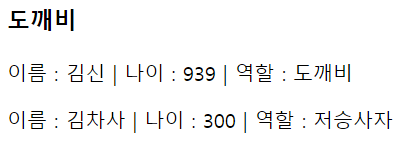 도깨비
이름 : 김신 | 나이 : 939 | 역할 : 도깨비
이름 : 김차사 | 나이 : 300 | 역할 : 저승사자